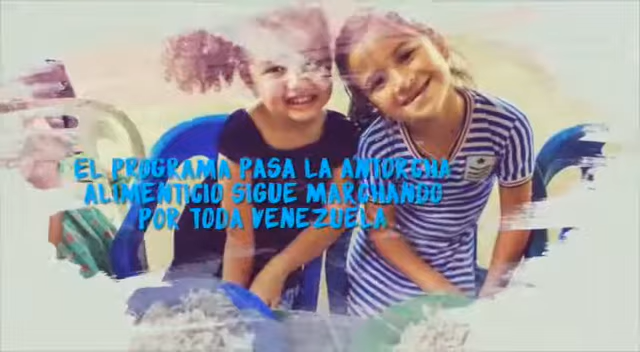 EL PROGRAMA PASA LA ANTORCHA
ALIMENTICIO SIGUE MARCHANDO
POR TODA VENEZUELA